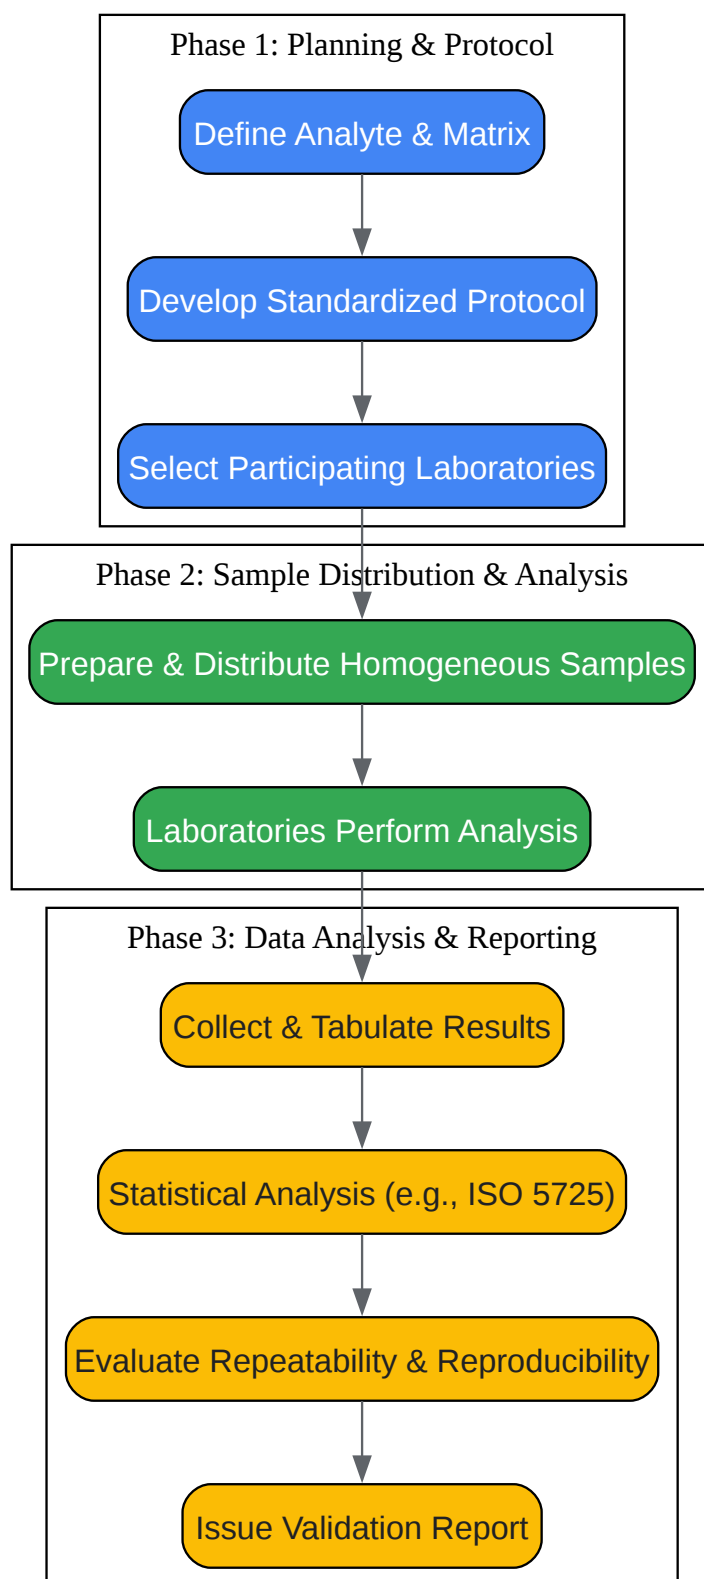 Phase 1: Planning & Protocol
Define Analyte & Matrix
Develop Standardized Protocol
Select Participating Laboratories
Phase 2: Sample Distribution & Analysis
Prepare & Distribute Homogeneous Samples
Laboratories Perform Analysis
Phase 3: Data Analysis & Reporting
Collect & Tabulate Results
Statistical Analysis (e.g., ISO 5725)
Evaluate Repeatability & Reproducibility
Issue Validation Report